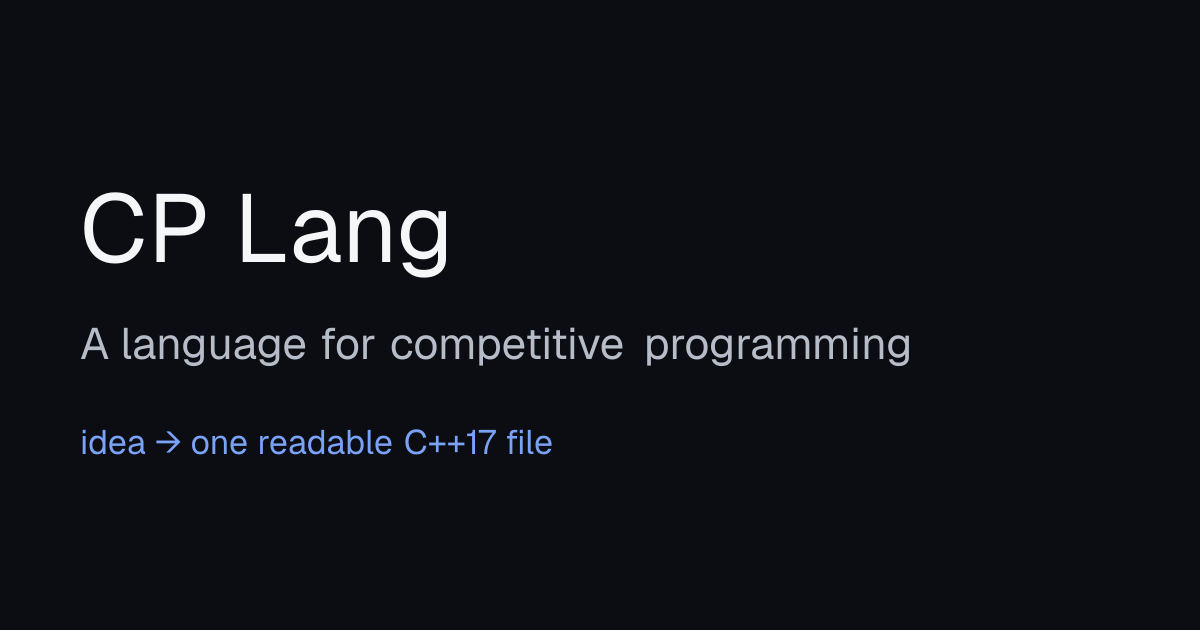 CP Lang
A language for competitive programming
idea → one readable C++17 file